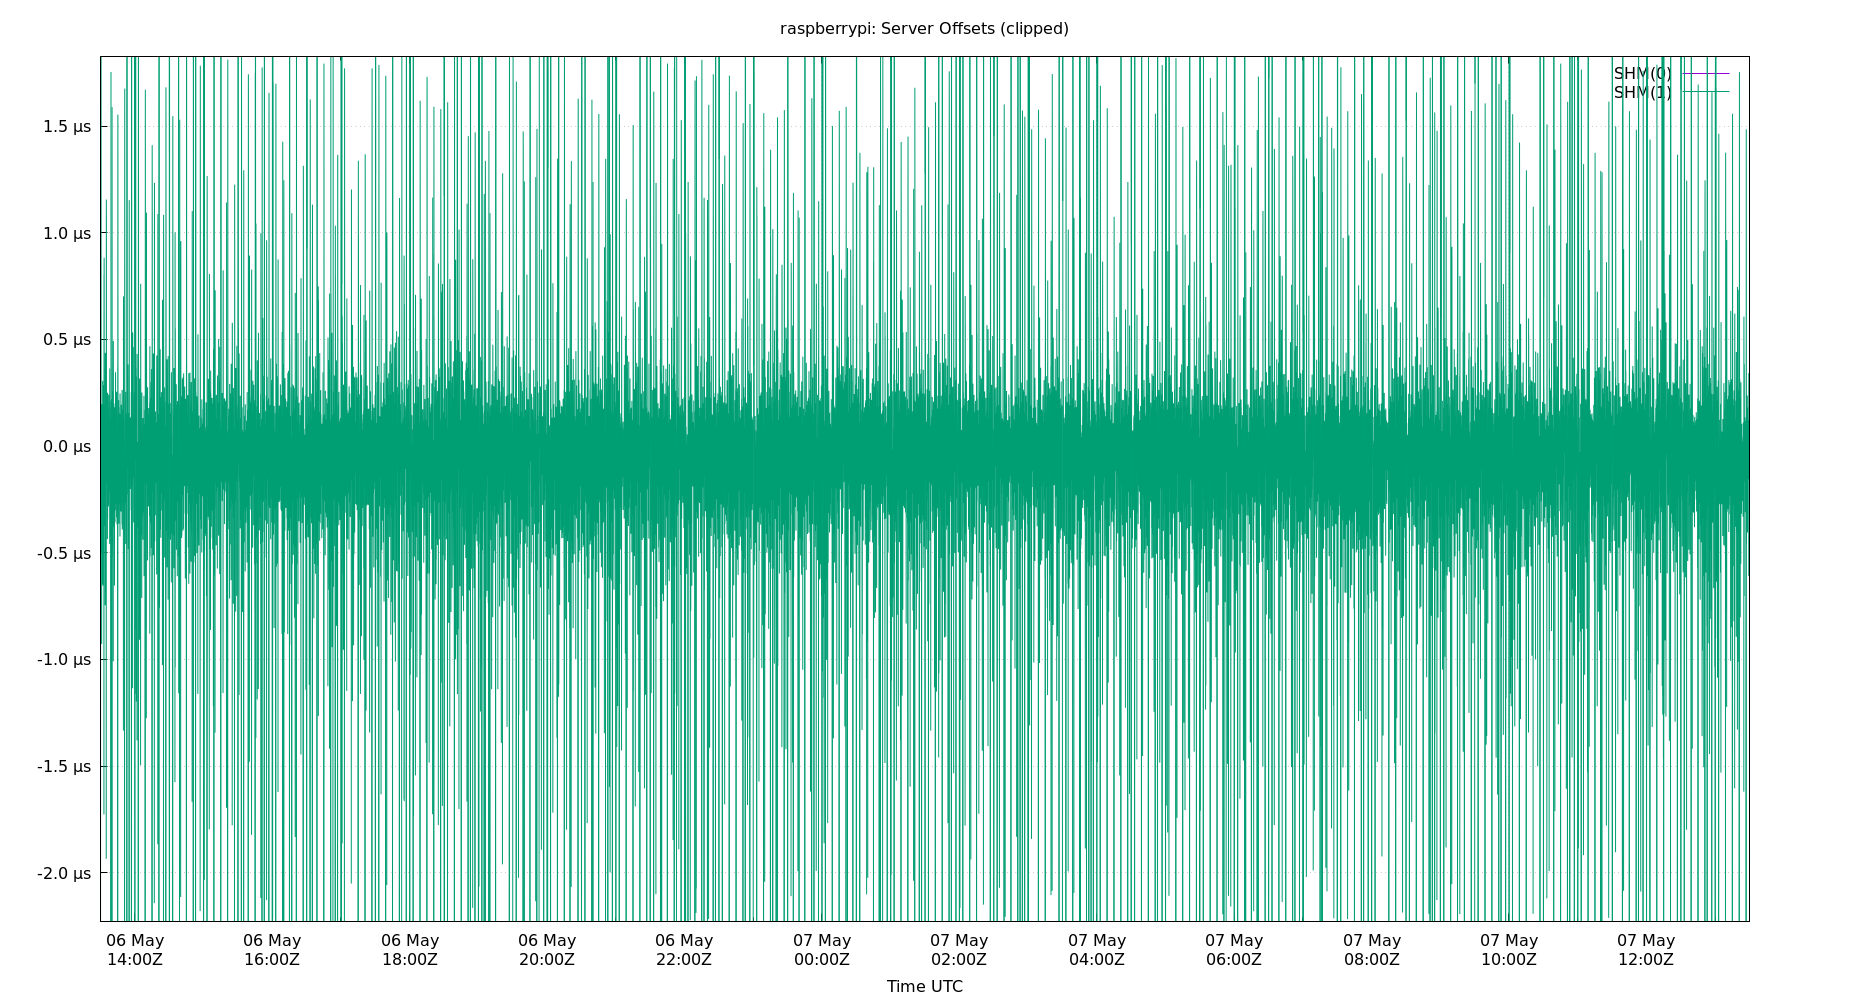 raspberrypi: Server Offsets (clipped)
SHM(0)
SHM(1)
1.5 µs
1.0 µs
0.5 µs
0.0 µs
-0.5 µs
-1.0 µs
-1.5 µs
-2.0 µs
06 May 06 May 06 May 06 May 06 May 07 May 07 May 07 May 07 May 07 May 07 May 07 May
14:00Z 16:00Z 18:00Z 20:00Z 22:00Z 00:00Z 02:00Z 04:00Z 06:00Z 08:00Z 10:00Z 12:00Z
Time UTC